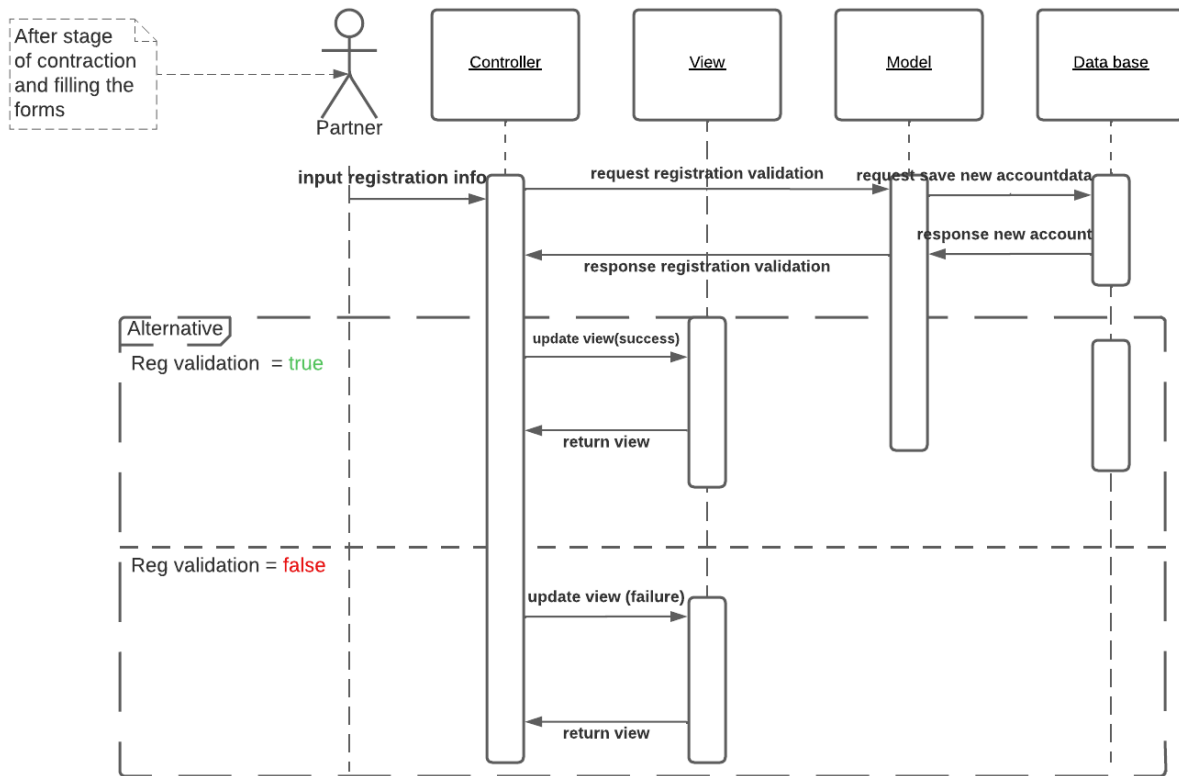 After stage
of contraction
and filling the
forms
Partner
Controller
View
Model
Data base
input registration info
request registration validation
request save new accountdata
response new account
response registration validation
Alternative
Reg validation = true
update view(success)
return view
Reg validation = false
update view (failure)
return view